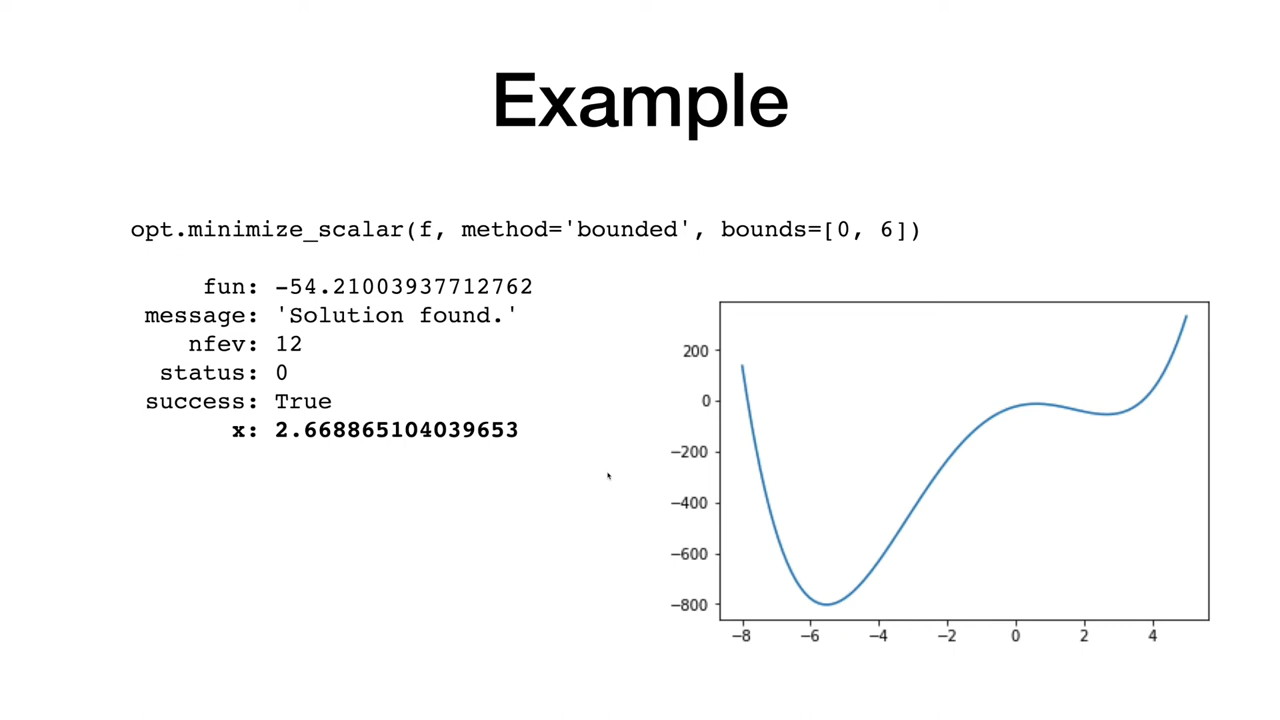 Example
opt.minimize_scalar(f, method='bounded', bounds=[0, 6])
fun: -54.21003937712762
message: 'Solution found.'
nfev: 12
status: 0
success: True
x: 2.668865104039653
200
0
−200
−400
−600
−800
−8 −6 −4 −2 0 2 4